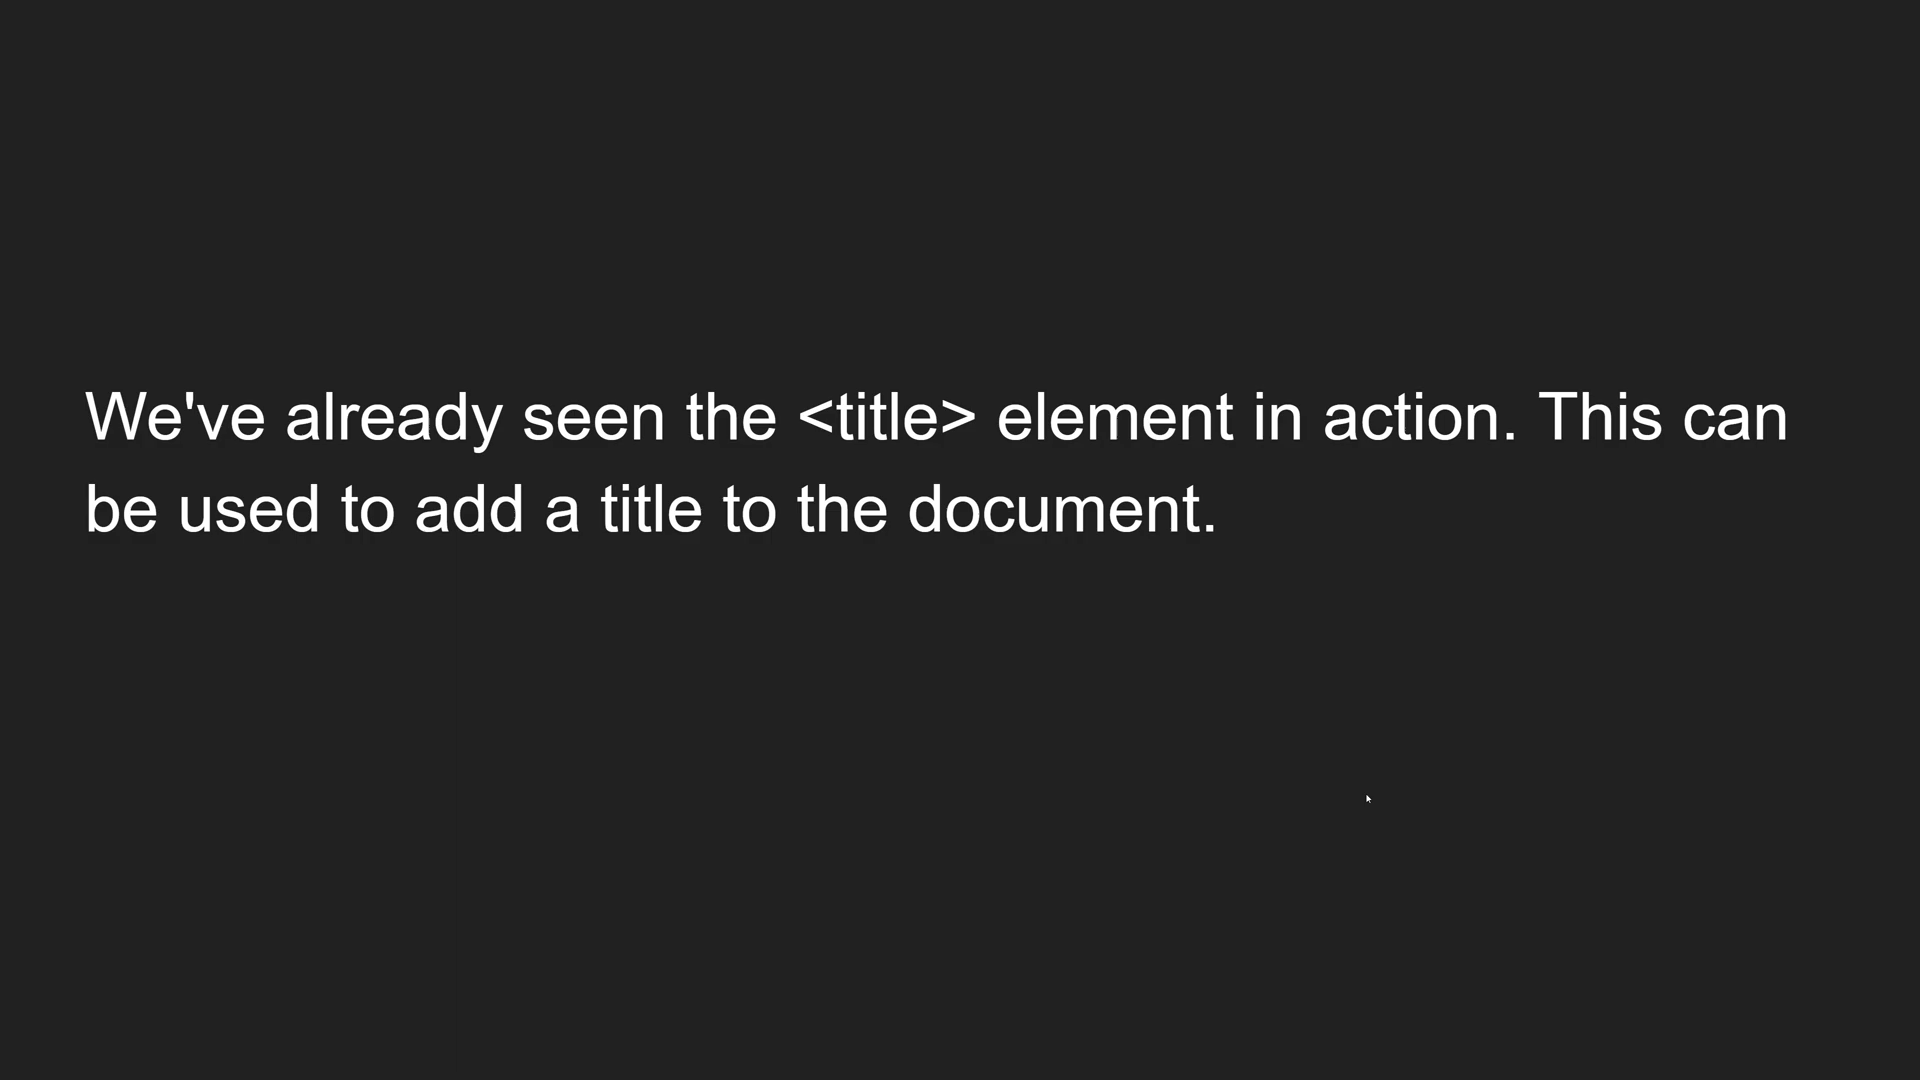 We've already seen the <title> element in action. This can
be used to add a title to the document.